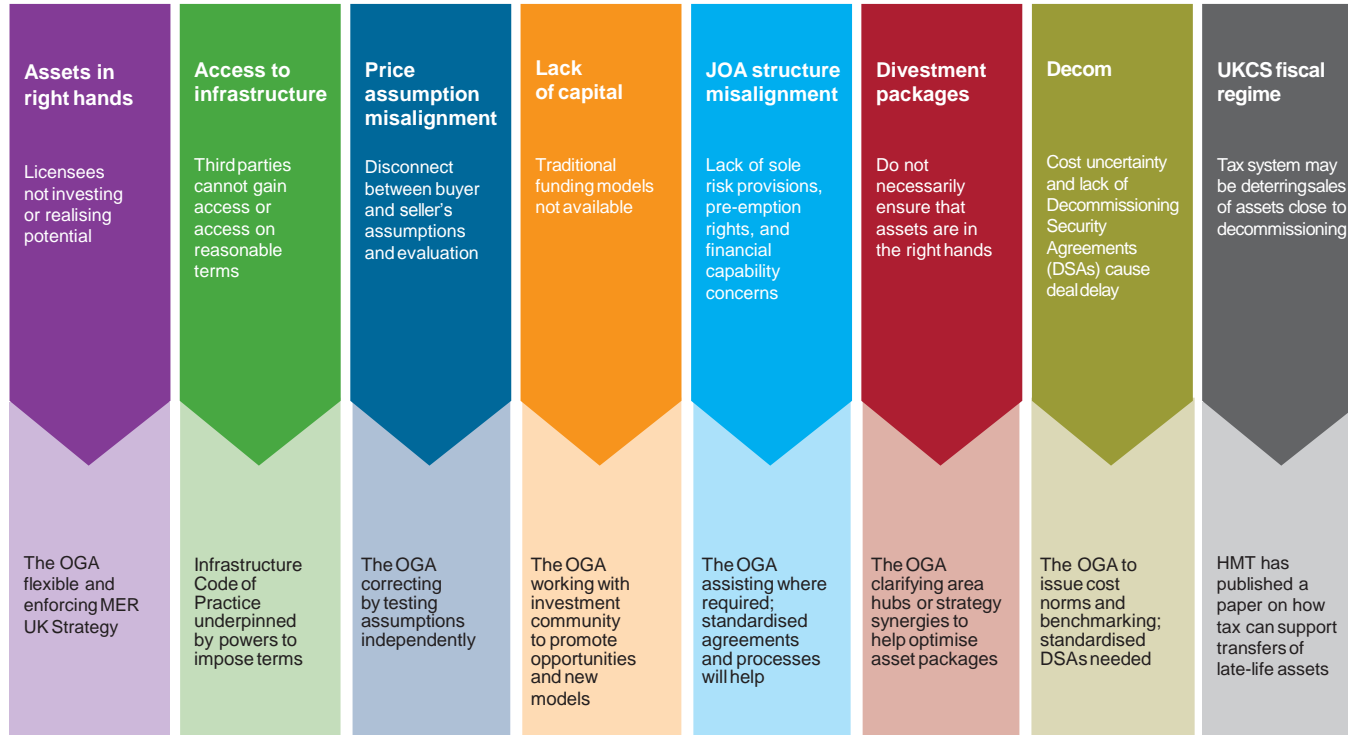 Assets in
right hands
Licensees
not investing
or realising
potential
The OGA
flexible and
enforcing MER
UK Strategy
Access to
infrastructure
Third parties
cannot gain
access or
access on
reasonable
terms
Infrastructure
Code of
Practice
underpinned
by powers to
impose terms
Price
assumption
misalignment
Disconnect
between buyer
and seller's
assumptions
and evaluation
The OGA
correcting
by testing
assumptions
independently
Lack
of capital
Traditional
funding models
not available
The OGA
working with
investment
community
to promote
opportunities
and new
models
JOA structure
misalignment
Lack of sole
risk provisions,
pre-emption
rights, and
financial
capability
concerns
The OGA
assisting where
required;
standardised
agreements
and processes
will help
Divestment
packages
Do not
necessarily
ensure that
assets are in
the right hands
The OGA
clarifying area
hubs or strategy
synergies to
help optimise
asset packages
Decom
Cost uncertainty
and lack of
Decommissioning
Security
Agreements
(DSAs) cause
deal delay
The OGA to
issue cost
norms and
benchmarking;
standardised
DSAs needed
UKCS fiscal
regime
Tax system may
be deterring sales
of assets close to
decommissioning
HMT has
published a
paper on how
tax can support
transfers of
late-life assets